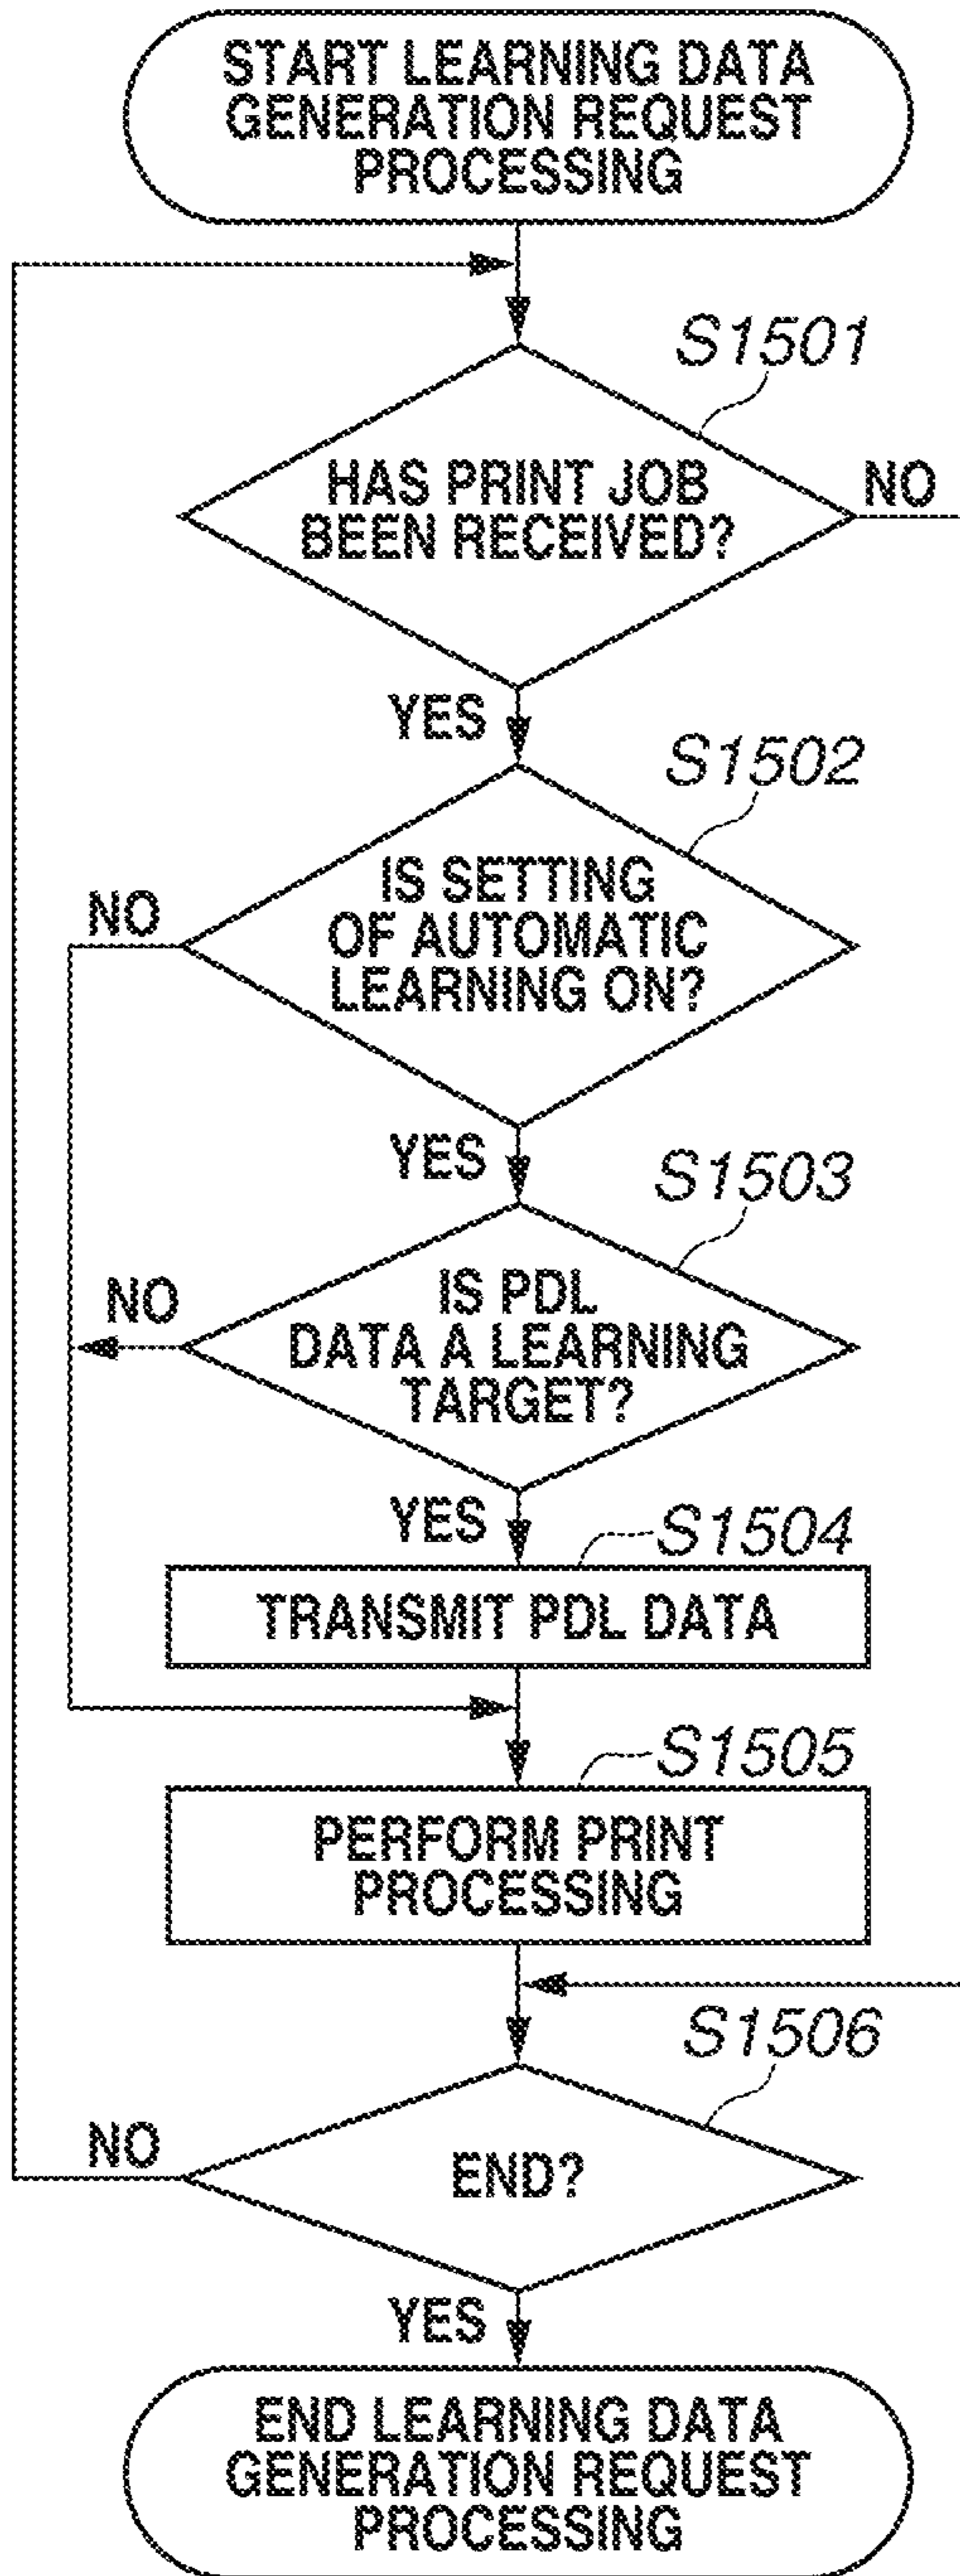 START LEARNING DATA
GENERATION REQUEST
PROCESSING
S1501
HAS PRINT JOB
BEEN RECEIVED?
NO
YES
S1502
IS SETTING
OF AUTOMATIC
LEARNING ON?
NO
YES
S1503
IS PDL
DATA A LEARNING
TARGET?
NO
YES
S1504
TRANSMIT PDL DATA
S1505
PERFORM PRINT
PROCESSING
S1506
END?
NO
YES
END LEARNING DATA
GENERATION REQUEST
PROCESSING